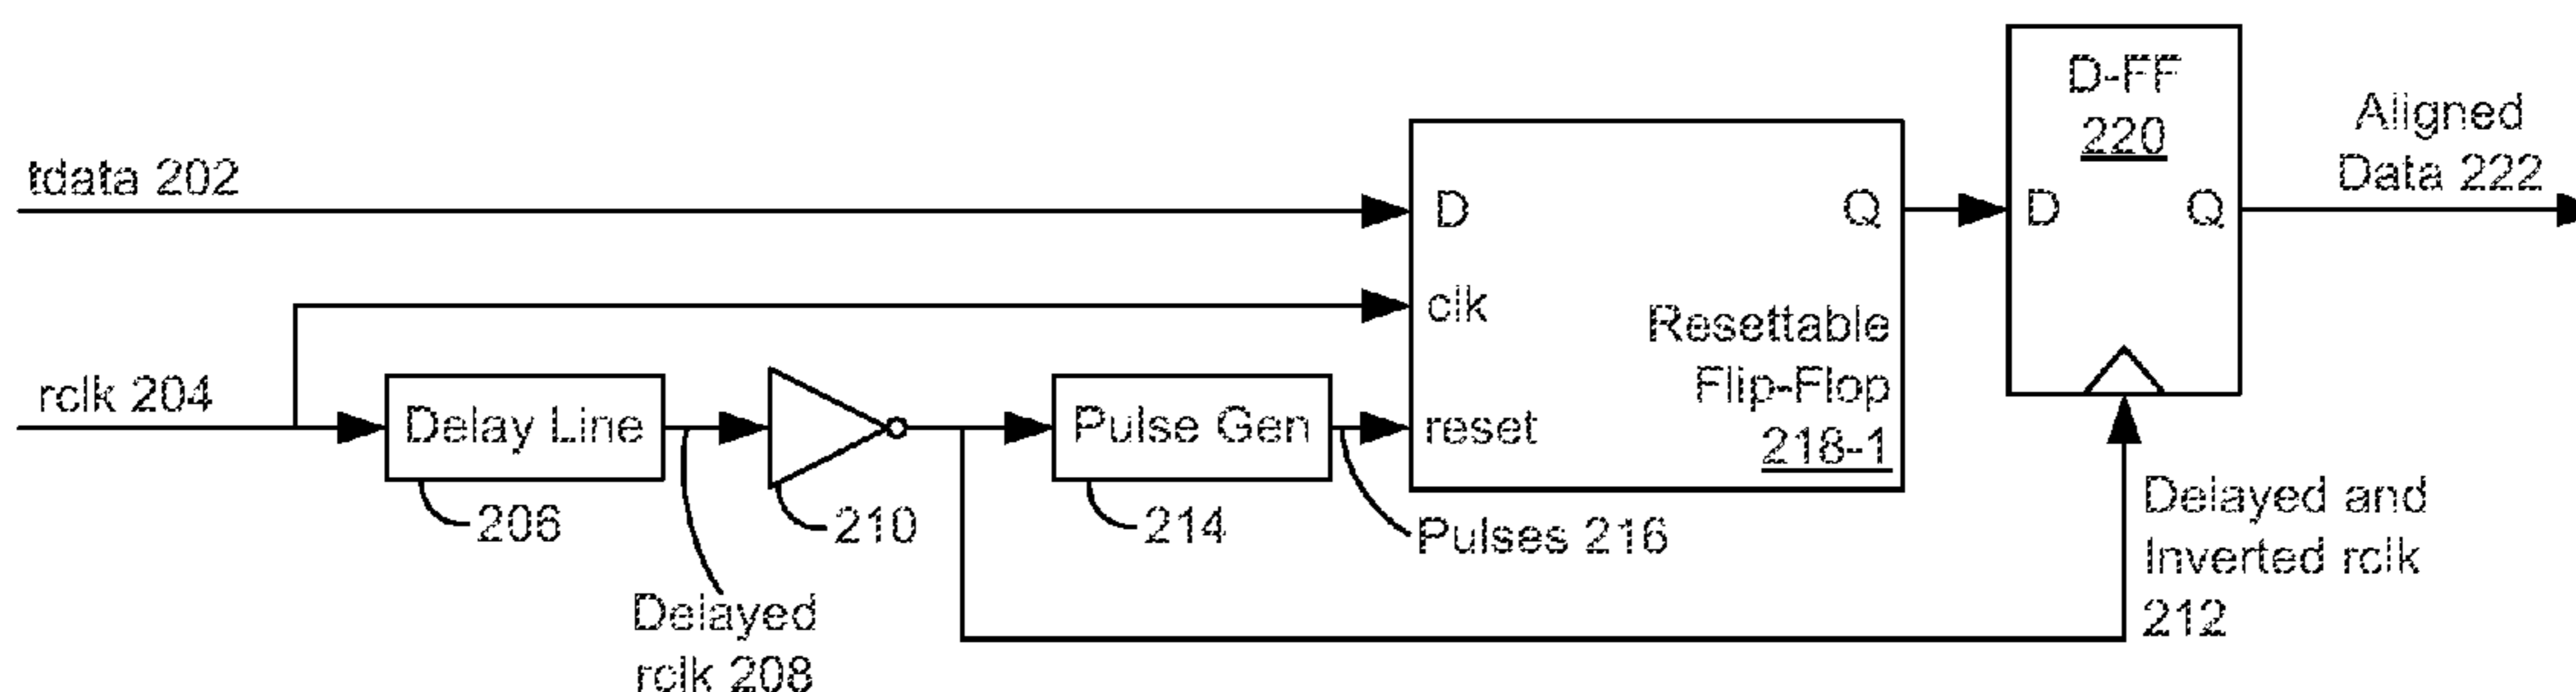 D-FF
220
Aligned
Data 222
tdata 202
D
Q
D
Q
clk
Resettable
Flip-Flop
218-1
rclk 204
Delay Line
Pulse Gen
reset
206
210
214
Pulses 216
Delayed and
Inverted rclk
212
Delayed
rclk 208